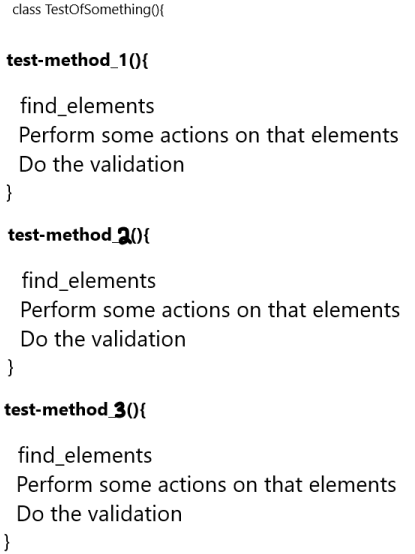 class TestOfSomething(){
test-method_1(){
find_elements
Perform some actions on that elements
Do the validation
}
test-method_2(){
find_elements
Perform some actions on that elements
Do the validation
}
test-method_3(){
find_elements
Perform some actions on that elements
Do the validation
}